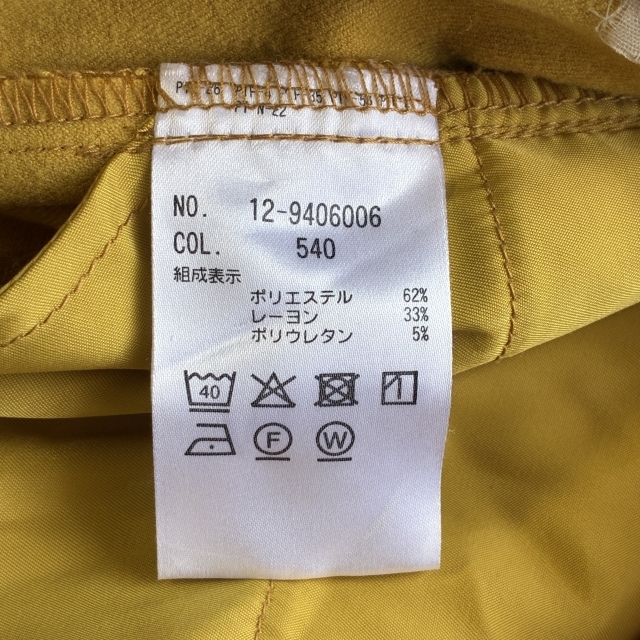 NO. 12-9406006
COL. 540
組成表示
ポリエステル 62%
レーヨン 33%
ポリウレタン 5%
40
F W